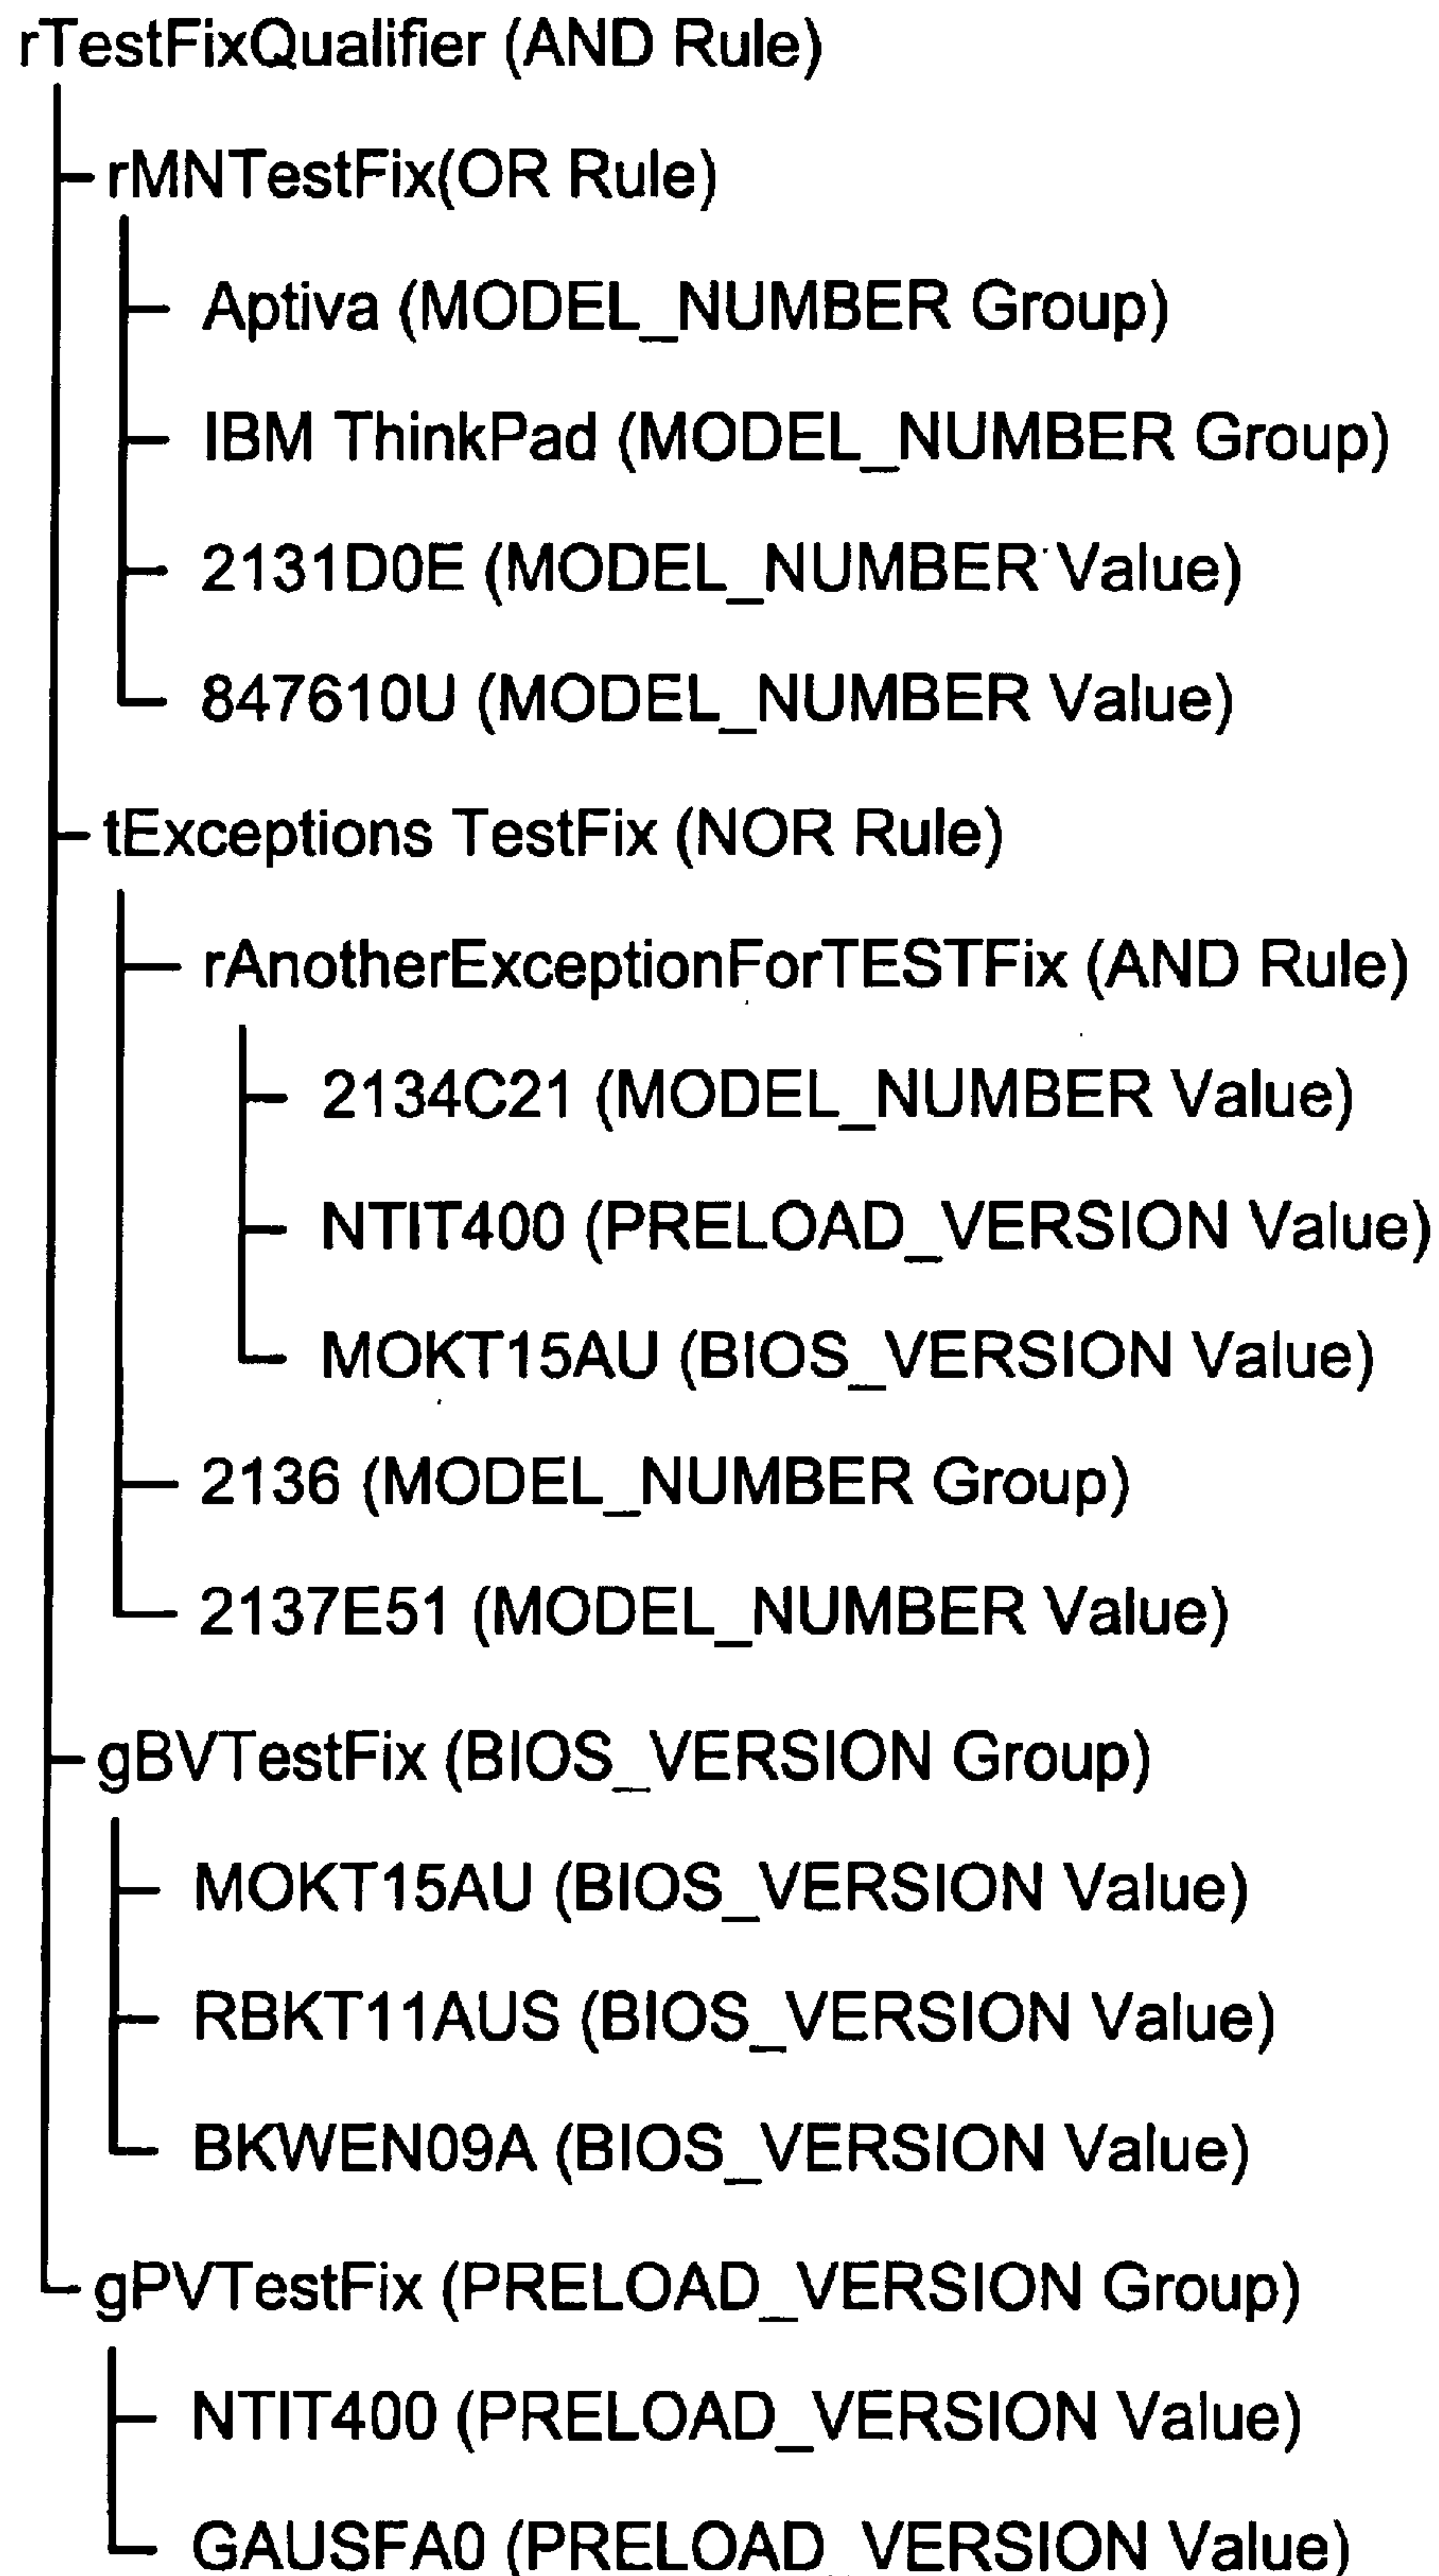 rTestFixQualifier (AND Rule)
rMNTestFix(OR Rule)
Aptiva (MODEL_NUMBER Group)
IBM ThinkPad (MODEL_NUMBER Group)
2131D0E (MODEL_NUMBER Value)
847610U (MODEL_NUMBER Value)
tExceptions TestFix (NOR Rule)
rAnotherExceptionForTESTFix (AND Rule)
2134C21 (MODEL_NUMBER Value)
NTIT400 (PRELOAD_VERSION Value)
MOKT15AU (BIOS_VERSION Value)
2136 (MODEL_NUMBER Group)
2137E51 (MODEL_NUMBER Value)
gBVTestFix (BIOS_VERSION Group)
MOKT15AU (BIOS_VERSION Value)
RBKT11AUS (BIOS_VERSION Value)
BKWEN09A (BIOS_VERSION Value)
gPVTestFix (PRELOAD_VERSION Group)
NTIT400 (PRELOAD_VERSION Value)
GAUSFA0 (PRELOAD_VERSION Value)